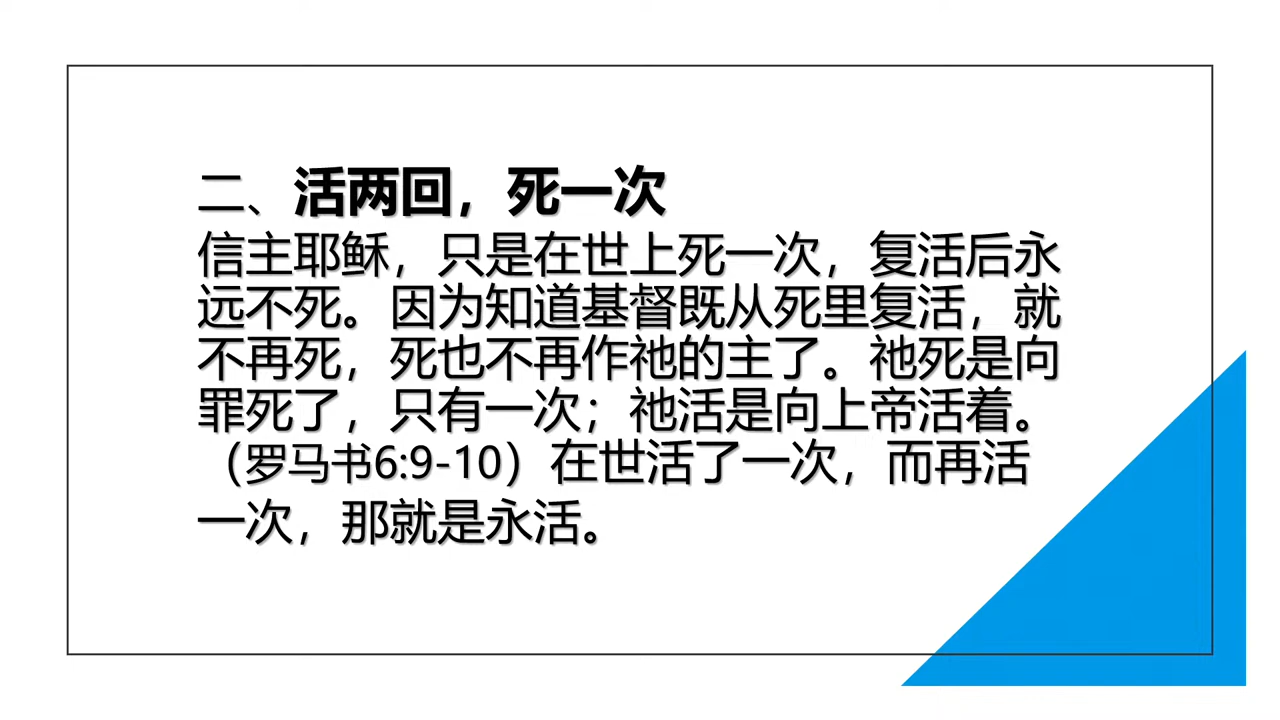 二、活两回，死一次
信主耶稣，只是在世上死一次，复活后永
远不死。因为知道基督既从死里复活，就
不再死，死也不再作祂的主了。祂死是向
罪死了，只有一次；祂活是向上帝活着。
（罗马书6:9-10）在世活了一次，而再活
一次，那就是永活。